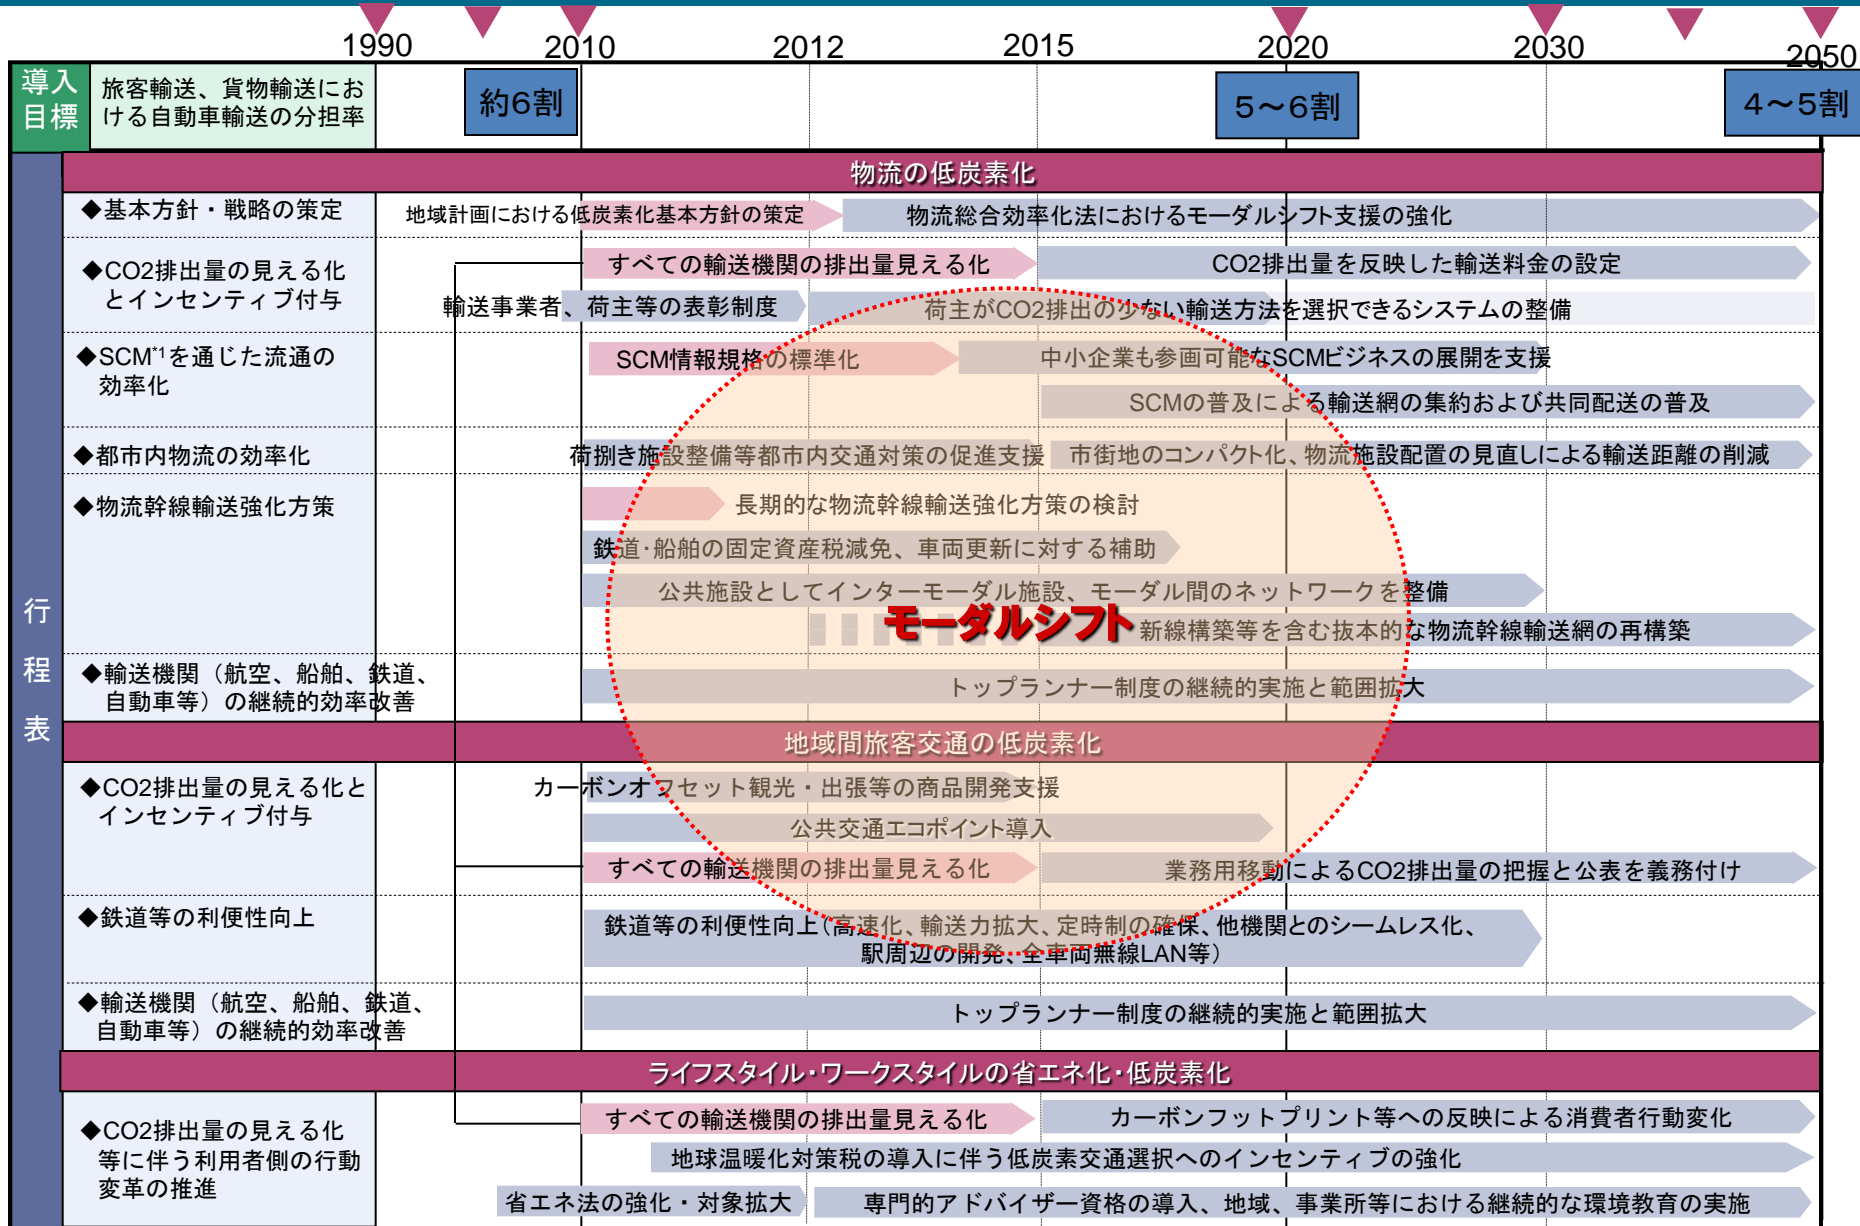 1990 2010 2012 2015 2020 2030 2050
導入
目標
旅客輸送、貨物輸送にお
ける自動車輸送の分担率
約6割
5～6割
4～5割
行程表
物流の低炭素化
◆基本方針・戦略の策定
地域計画における低炭素化基本方針の策定
物流総合効率化法におけるモーダルシフト支援の強化
◆CO2排出量の見える化
とインセンティブ付与
すべての輸送機関の排出量見える化
CO2排出量を反映した輸送料金の設定
輸送事業者、荷主等の表彰制度
荷主がCO2排出の少ない輸送方法を選択できるシステムの整備
◆SCM*1を通じた流通の
効率化
SCM情報規格の標準化
中小企業も参画可能なSCMビジネスの展開を支援
SCMの普及による輸送網の集約および共同配送の普及
◆都市内物流の効率化
荷捌き施設整備等都市内交通対策の促進支援
市街地のコンパクト化、物流施設配置の見直しによる輸送距離の削減
◆物流幹線輸送強化方策
長期的な物流幹線輸送強化方策の検討
鉄道・船舶の固定資産税減免、車両更新に対する補助
公共施設としてインターモーダル施設、モーダル間のネットワークを整備
モーダルシフト
新線構築等を含む抜本的な物流幹線輸送網の再構築
◆輸送機関（航空、船舶、鉄道、
自動車等）の継続的効率改善
トップランナー制度の継続的実施と範囲拡大
地域間旅客交通の低炭素化
◆CO2排出量の見える化と
インセンティブ付与
カーボンオフセット観光・出張等の商品開発支援
公共交通エコポイント導入
すべての輸送機関の排出量見える化
業務用移動によるCO2排出量の把握と公表を義務付け
◆鉄道等の利便性向上
鉄道等の利便性向上（高速化、輸送力拡大、定時制の確保、他機関とのシームレス化、
駅周辺の開発、全車両無線LAN等）
◆輸送機関（航空、船舶、鉄道、
自動車等）の継続的効率改善
トップランナー制度の継続的実施と範囲拡大
ライフスタイル・ワークスタイルの省エネ化・低炭素化
◆CO2排出量の見える化
等に伴う利用者側の行動
変革の推進
すべての輸送機関の排出量見える化
カーボンフットプリント等への反映による消費者行動変化
地球温暖化対策税の導入に伴う低炭素交通選択へのインセンティブの強化
省エネ法の強化・対象拡大
専門的アドバイザー資格の導入、地域、事業所等における継続的な環境教育の実施